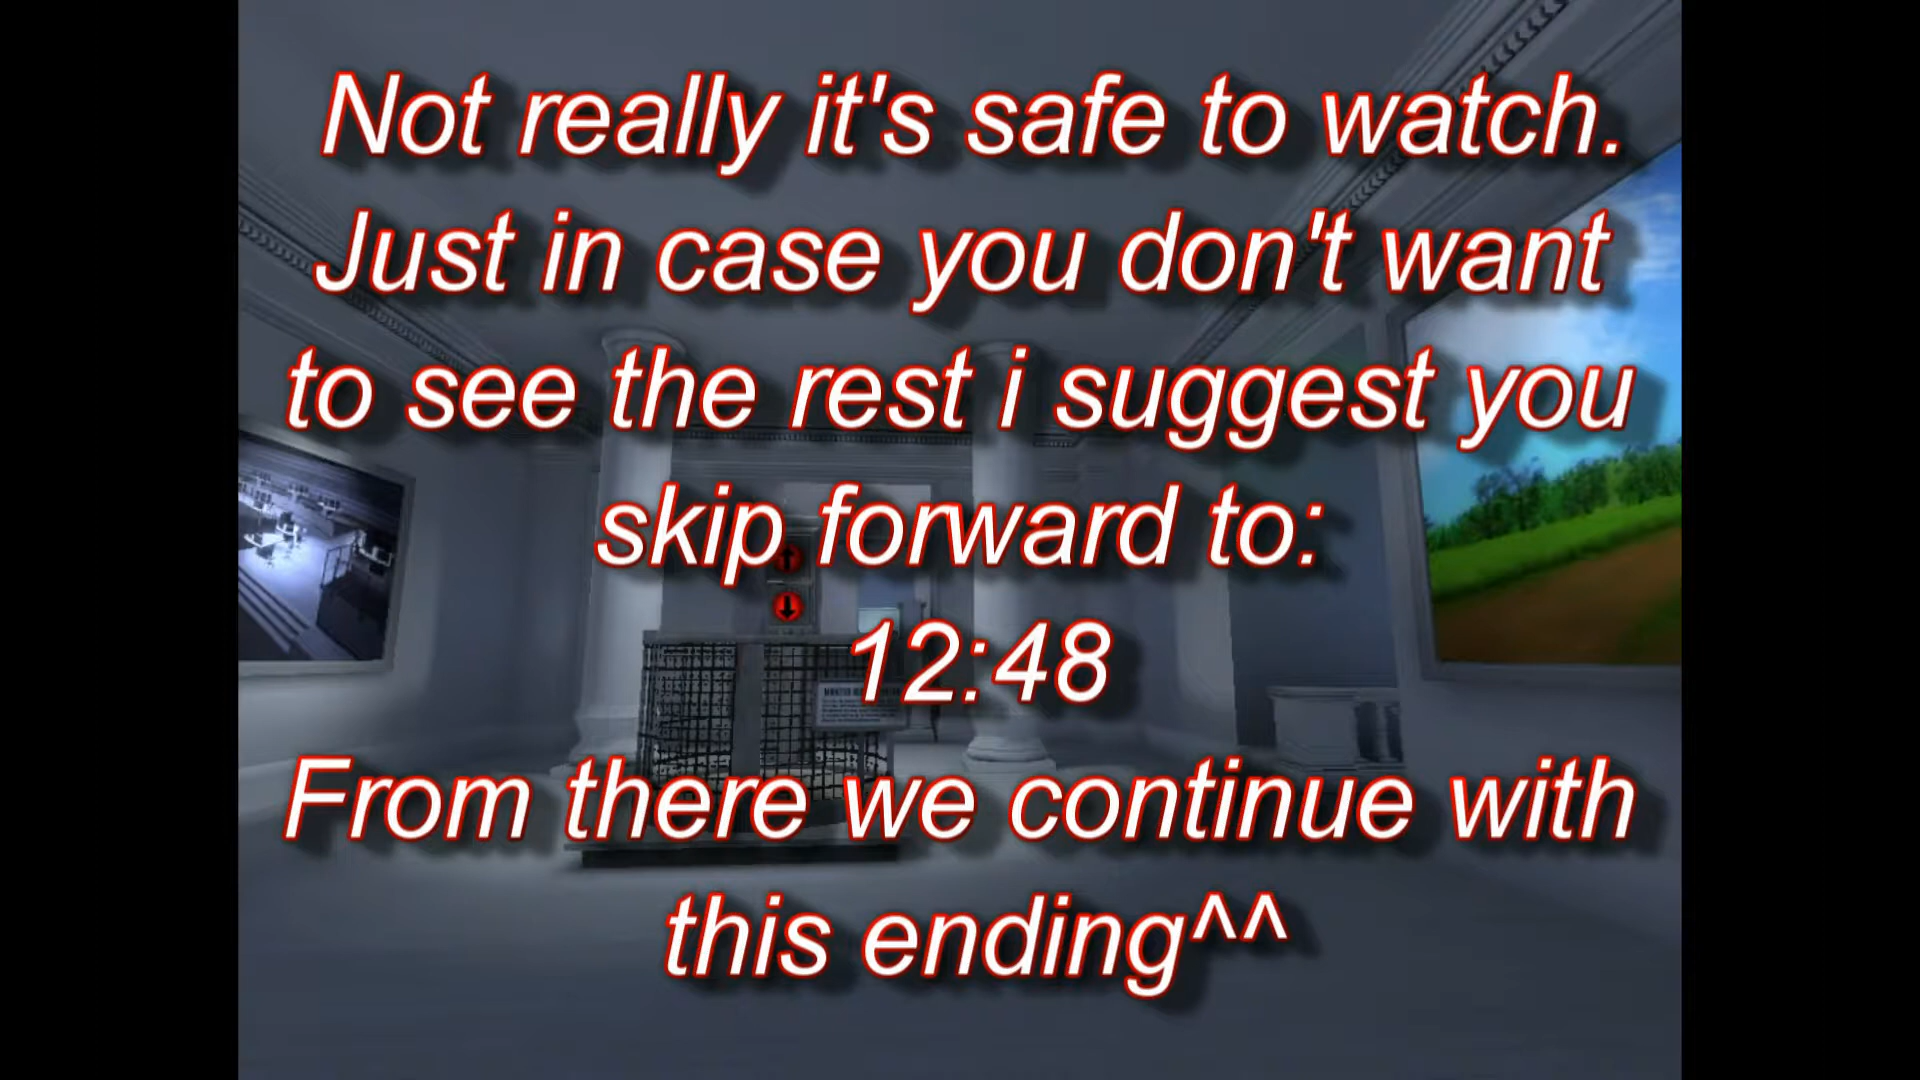 Not really it's safe to watch.
Just in case you don't want
to see the rest i suggest you
skip forward to:
12:48
From there we continue with
this ending^^